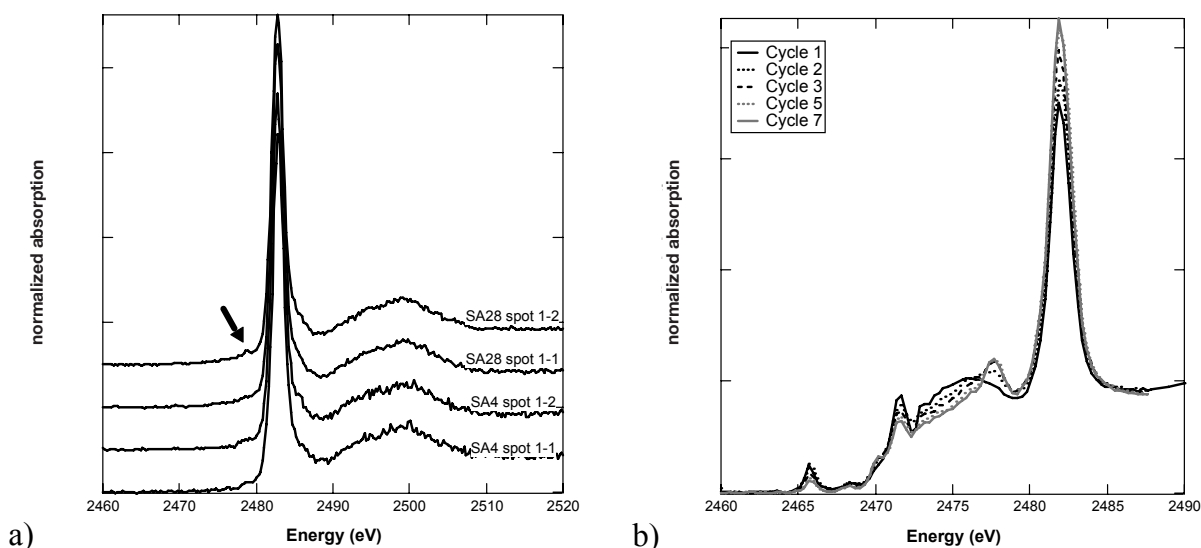 normalized absorption
SA28 spot 1-2
SA28 spot 1-1
SA4 spot 1-2
SA4 spot 1-1
2460 2470 2480 2490 2500 2510 2520
Energy (eV)
a)
Cycle 1
Cycle 2
Cycle 3
Cycle 5
Cycle 7
normalized absorption
2460 2465 2470 2475 2480 2485 2490
Energy (eV)
b)